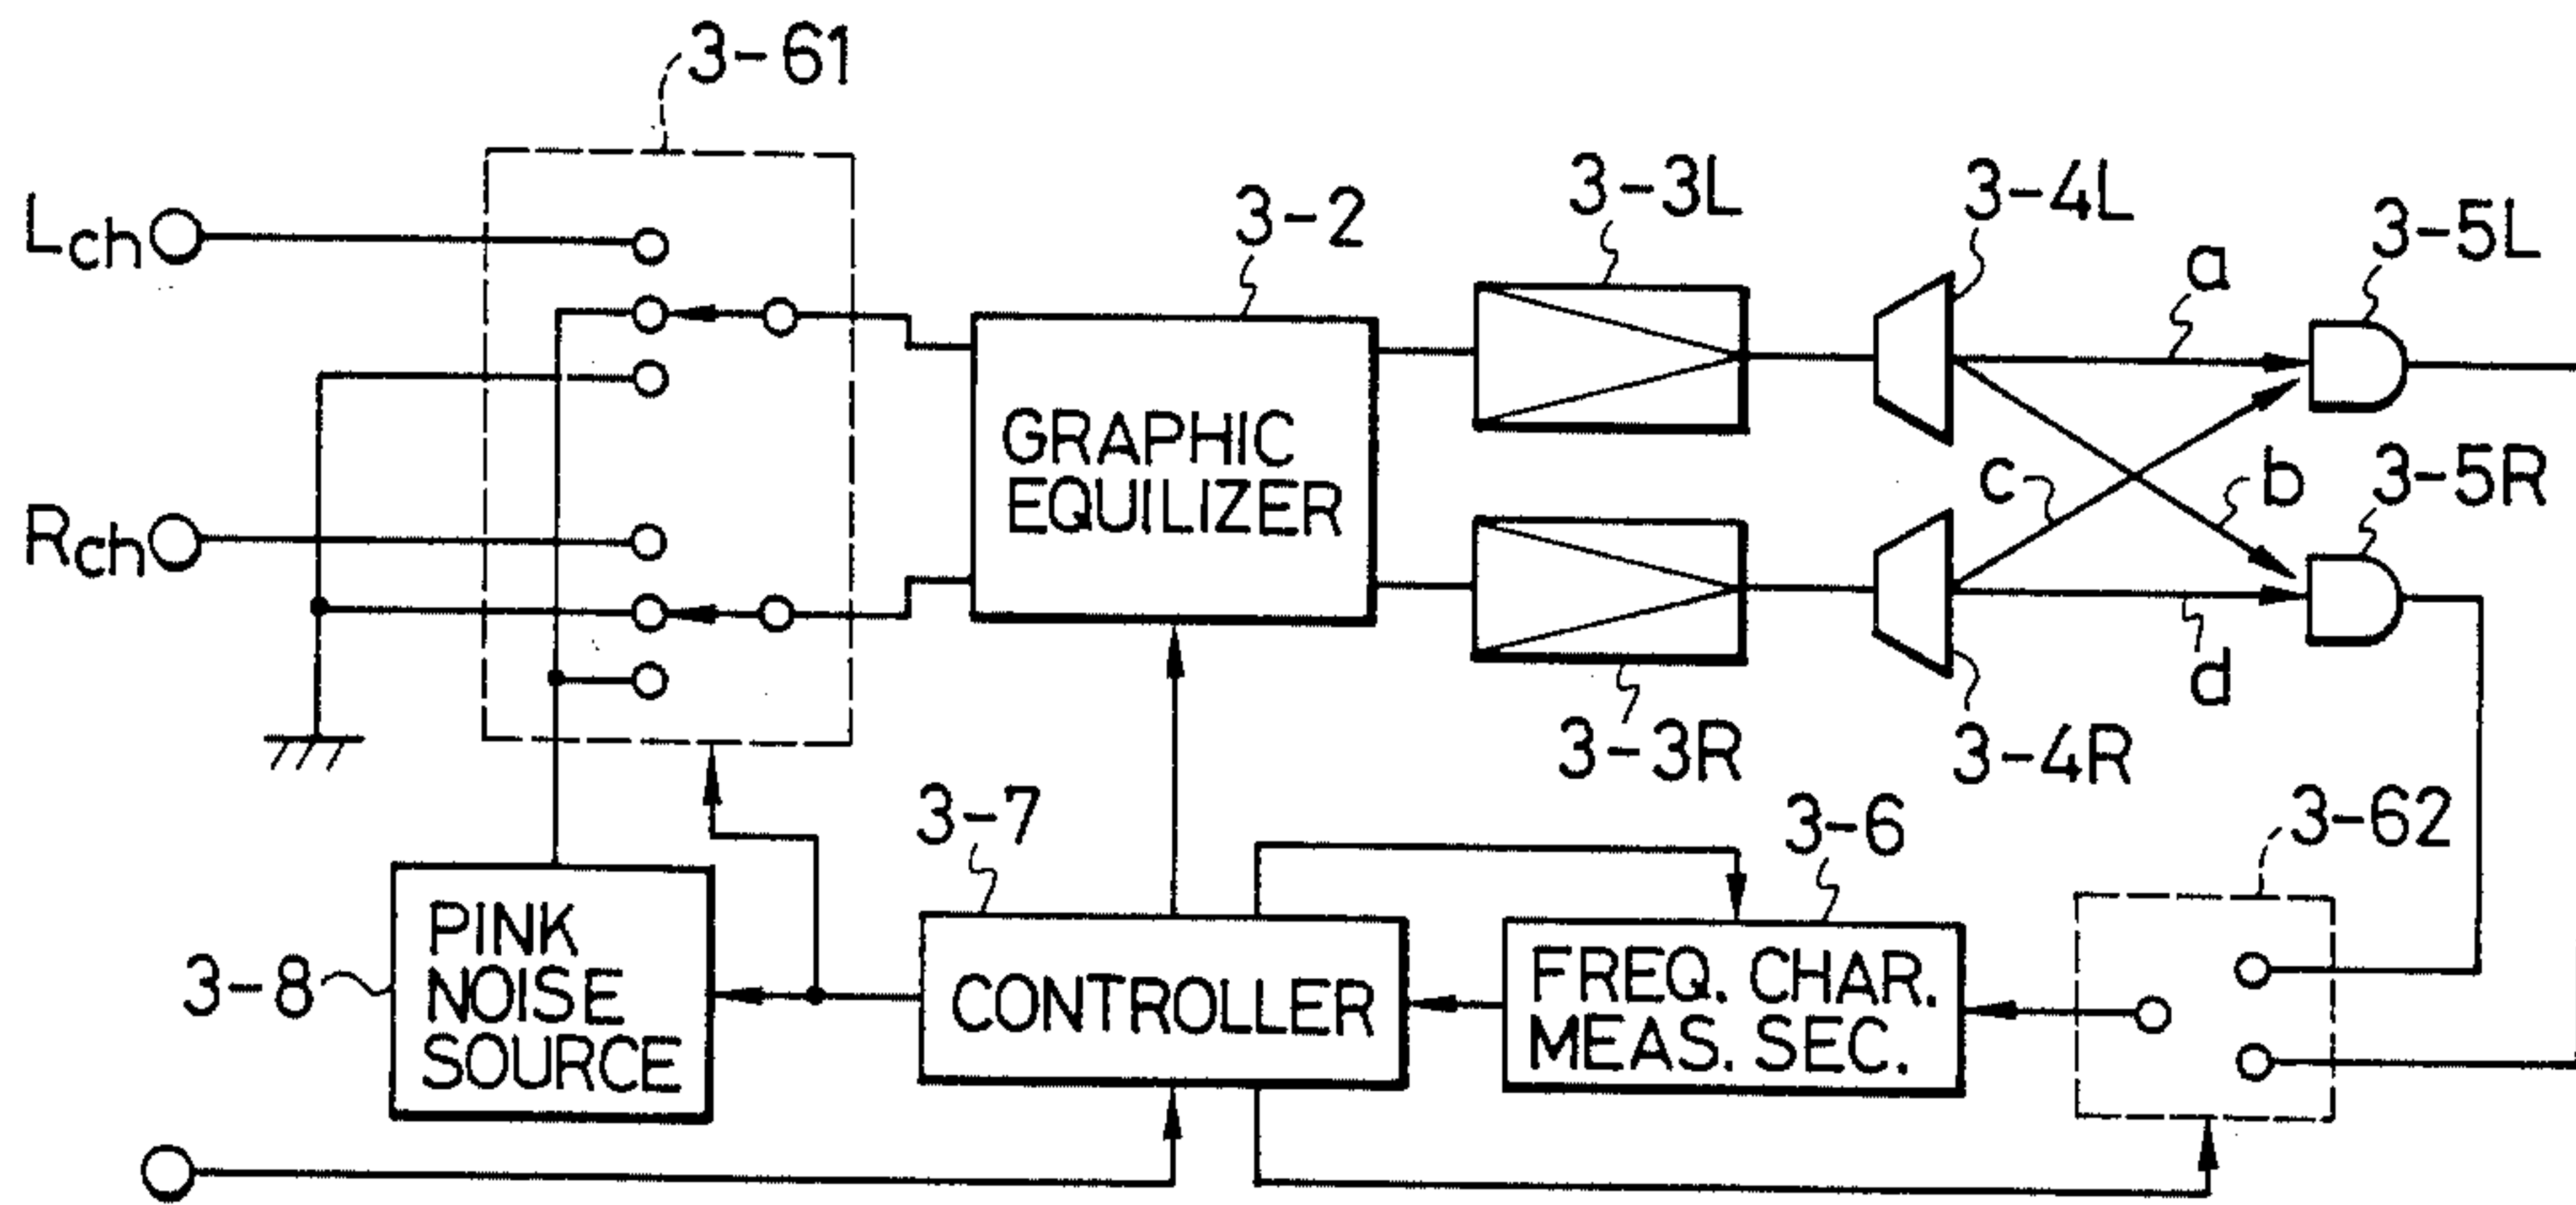 3-61
Lch
3-2
3-3L
3-4L
a
3-5L
GRAPHIC
EQUILIZER
Rch
c
b
3-5R
d
3-3R
3-4R
3-7
3-6
3-62
3-8
PINK
NOISE
SOURCE
CONTROLLER
FREQ. CHAR.
MEAS. SEC.